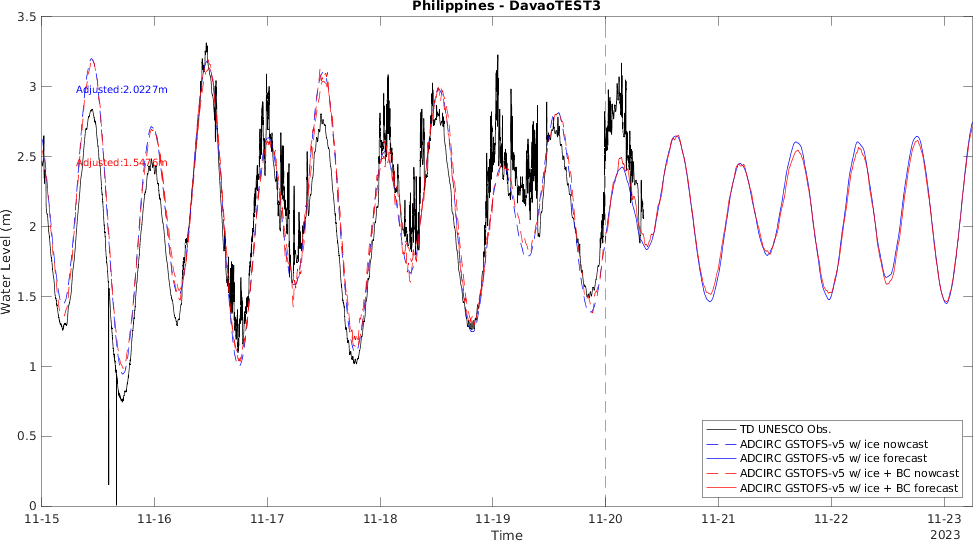 Philippines - DavaoTEST3
3.5
3
2.5
2
1.5
1
0.5
0
Water Level (m)
Adjusted:2.0227m
Adjusted:1.5476m
TD UNESCO Obs.
ADCIRC GSTOFS-v5 w/ ice nowcast
ADCIRC GSTOFS-v5 w/ ice forecast
ADCIRC GSTOFS-v5 w/ ice + BC nowcast
ADCIRC GSTOFS-v5 w/ ice + BC forecast
11-15 11-16 11-17 11-18 11-19 11-20 11-21 11-22 11-23
Time
2023